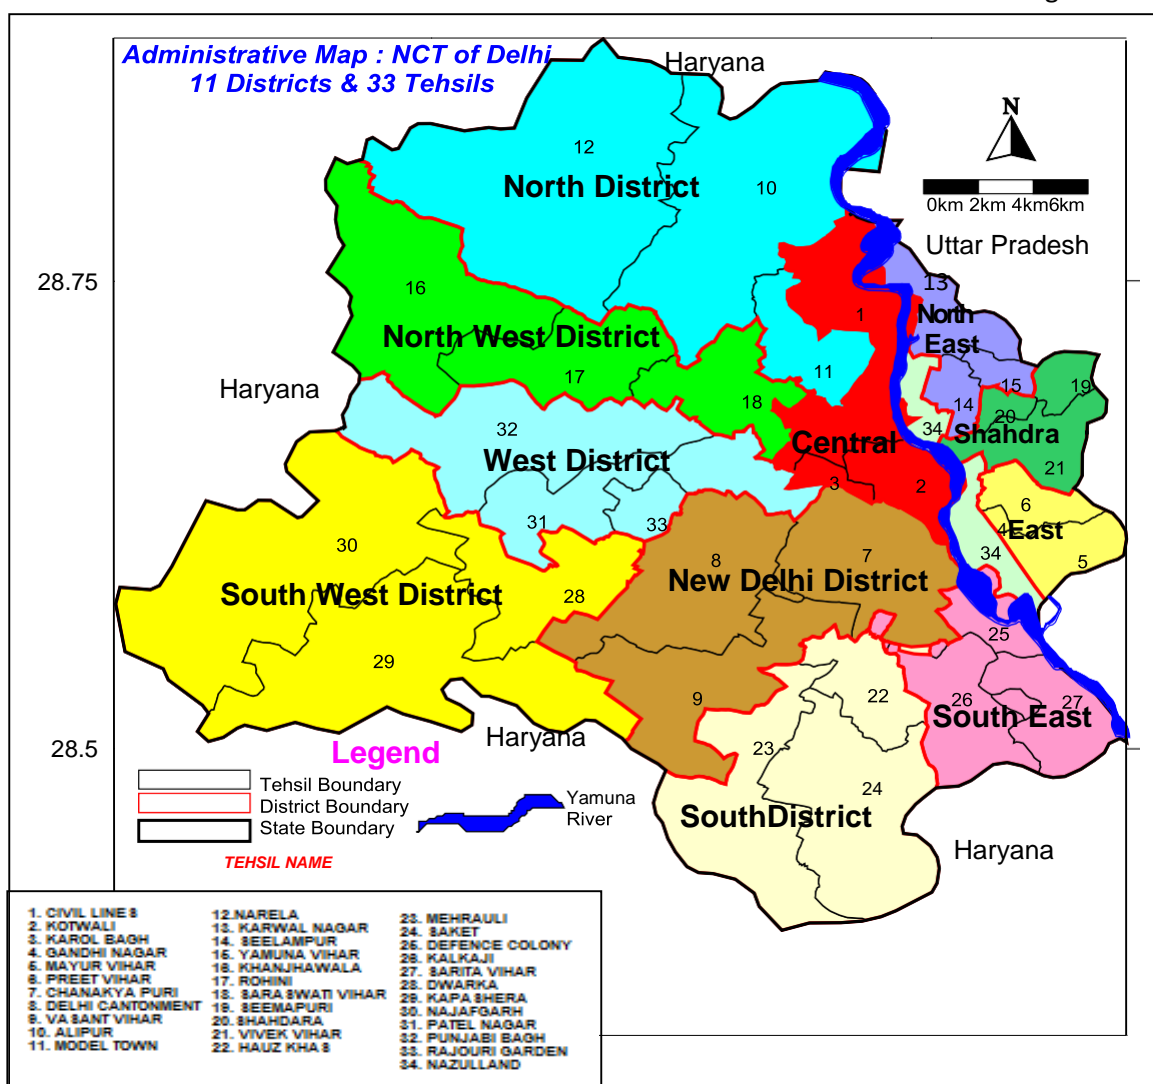 Administrative Map : NCT of Delhi
11 Districts & 33 Tehsils
Haryana
N
0km 2km 4km6km
Uttar Pradesh
28.75
28.5
12
North District
10
13
North
East
16
1
North West District
17
11
18
15
14
19
20
Shahdra
34
21
Haryana
32
West District
Central
31
33
3
2
6
4
East
34
5
30
South West District
28
29
8
7
New Delhi District
9
25
26
27
South East
22
23
24
SouthDistrict
Haryana
Haryana
Legend
Tehsil Boundary
District Boundary
State Boundary
Yamuna
River
TEHSIL NAME
1. CIVIL LINES
2. KOTWALI
3. KAROL BAGH
4. GANDHI NAGAR
5. MAYUR VIHAR
6. PREET VIHAR
7. CHANAKYA PURI
8. DELHI CANTONMENT
9. VASANT VIHAR
10. ALIPUR
11. MODEL TOWN
12.NARELA
13. KARWAL NAGAR
14. SEELAMPUR
15. YAMUNA VIHAR
16. KHANJHAWALA
17. ROHINI
18. SARASWATI VIHAR
19. SEEMAPURI
20.SHAHDARA
21. VIVEK VIHAR
22. HAUZ KHAS
23. MEHRAULI
24. SAKET
25. DEFENCE COLONY
26. KALKAJI
27. SARITA VIHAR
28. DWARKA
29. KAPASHERA
30. NAJAFGARH
31. PATEL NAGAR
32. PUNJABI BAGH
33. RAJOURI GARDEN
34. NAZULLAND